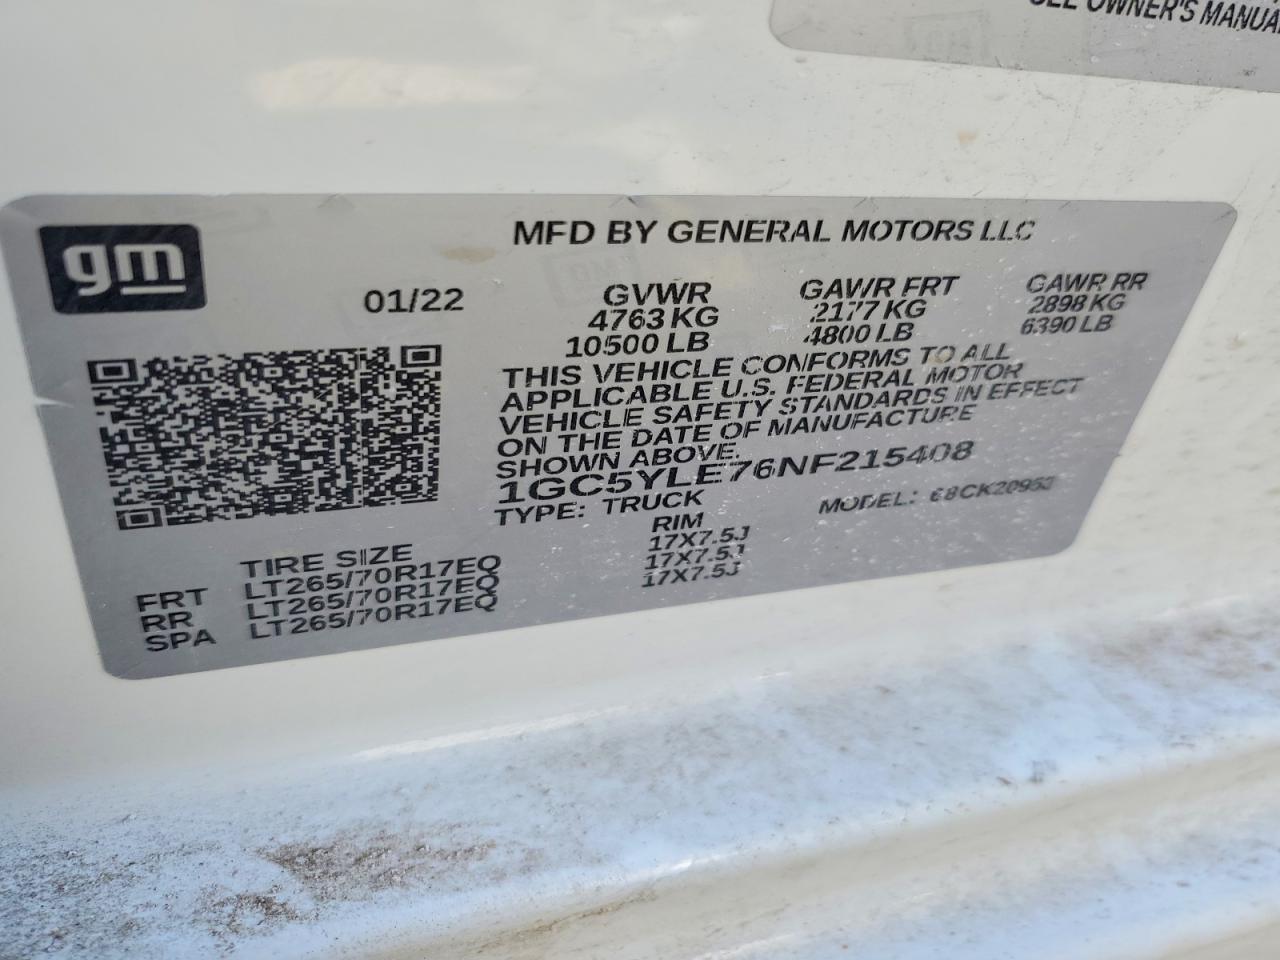 SEE OWNER'S MANUAL
gm
MFD BY GENERAL MOTORS LLC
01/22
GVWR GAWR FRT GAWR RR
4763 KG 2177 KG 2898 KG
10500 LB 4800 LB 6390 LB
THIS VEHICLE CONFORMS TO ALL
APPLICABLE U.S. FEDERAL MOTOR
VEHICLE SAFETY STANDARDS IN EFFECT
ON THE DATE OF MANUFACTURE
SHOWN ABOVE.
1GC5YLE76NF215408
TYPE: TRUCK MODEL:
TIRE SIZE RIM
FRT LT265/70R17EQ 17X7.5J
RR LT265/70R17EQ 17X7.5J
SPA LT265/70R17EQ 17X7.5J